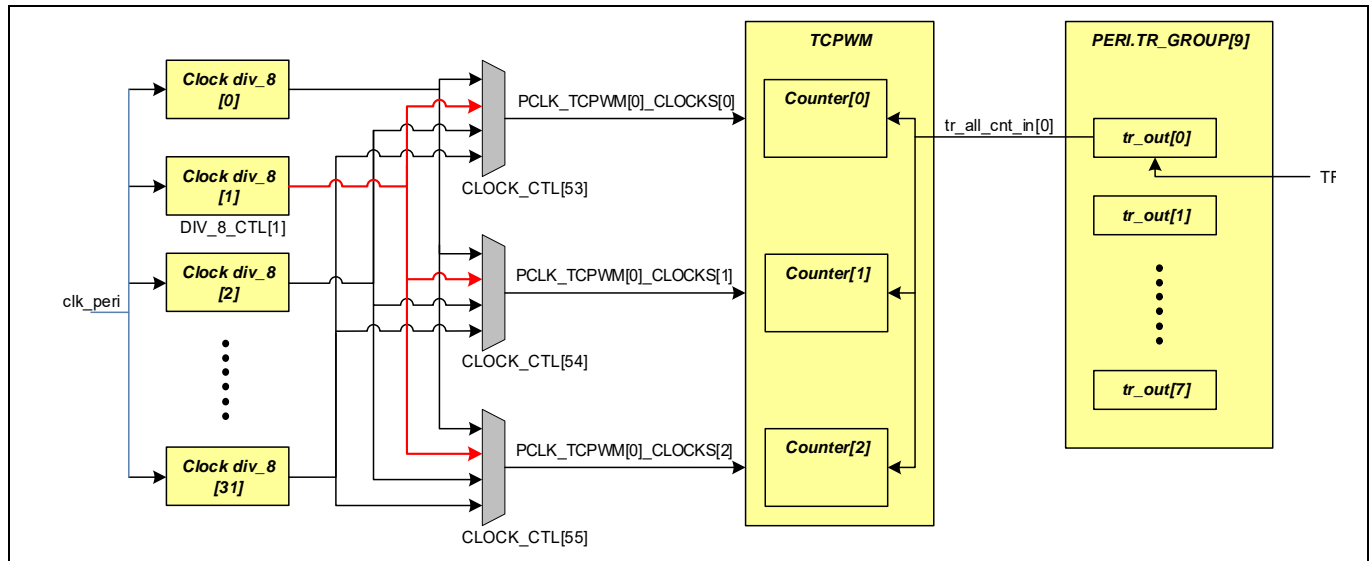 TCPWM
PERI.TR_GROUP[9]
Clock div_8
[0]
Clock div_8
[1]
DIV_8_CTL[1]
Clock div_8
[2]
clk_peri
Clock div_8
[31]
PCLK_TCPWM[0]_CLOCKS[0]
CLOCK_CTL[53]
PCLK_TCPWM[0]_CLOCKS[1]
CLOCK_CTL[54]
PCLK_TCPWM[0]_CLOCKS[2]
CLOCK_CTL[55]
Counter[0]
Counter[1]
Counter[2]
tr_all_cnt_in[0]
tr_out[0]
tr_out[1]
tr_out[7]